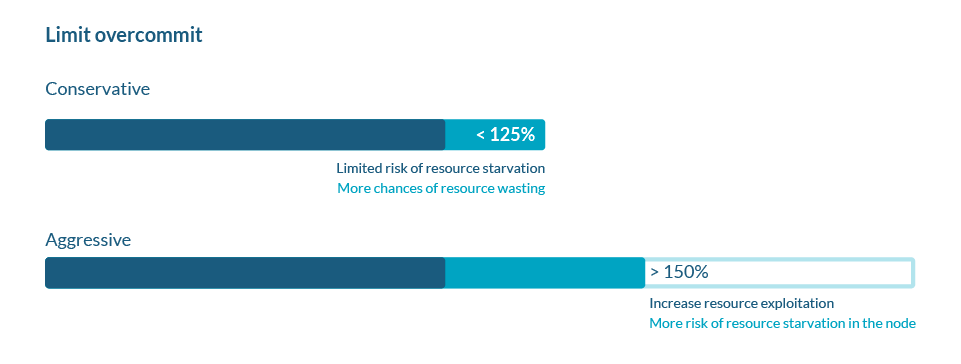 Limit overcommit
Conservative
< 125%
Limited risk of resource starvation
More chances of resource wasting
Aggressive
> 150%
Increase resource exploitation
More risk of resource starvation in the node